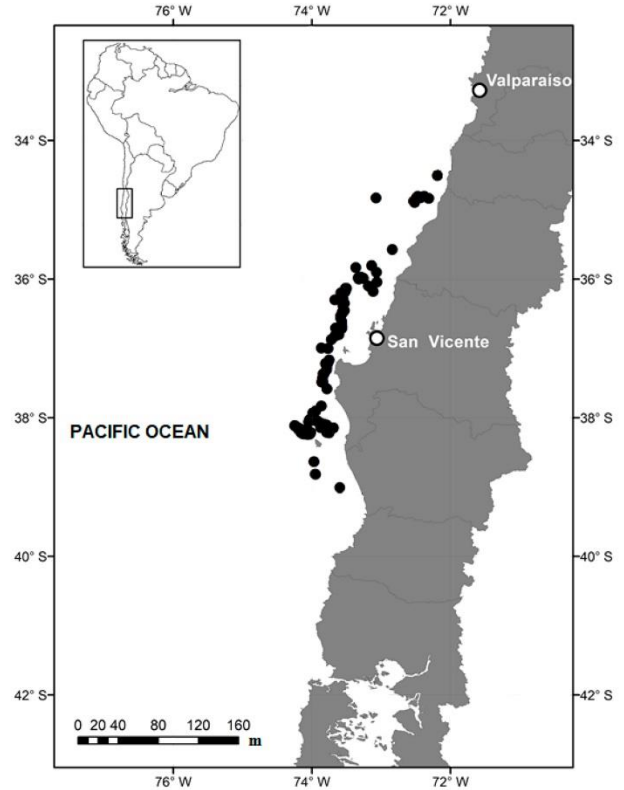 76° W 74° W 72° W
Valparaíso
34° S 34° S
36° S 36° S
San Vicente
38° S 38° S
PACIFIC OCEAN
40° S 40° S
42° S 42° S
0 20 40 80 120 160
m
76° W 74° W 72° W